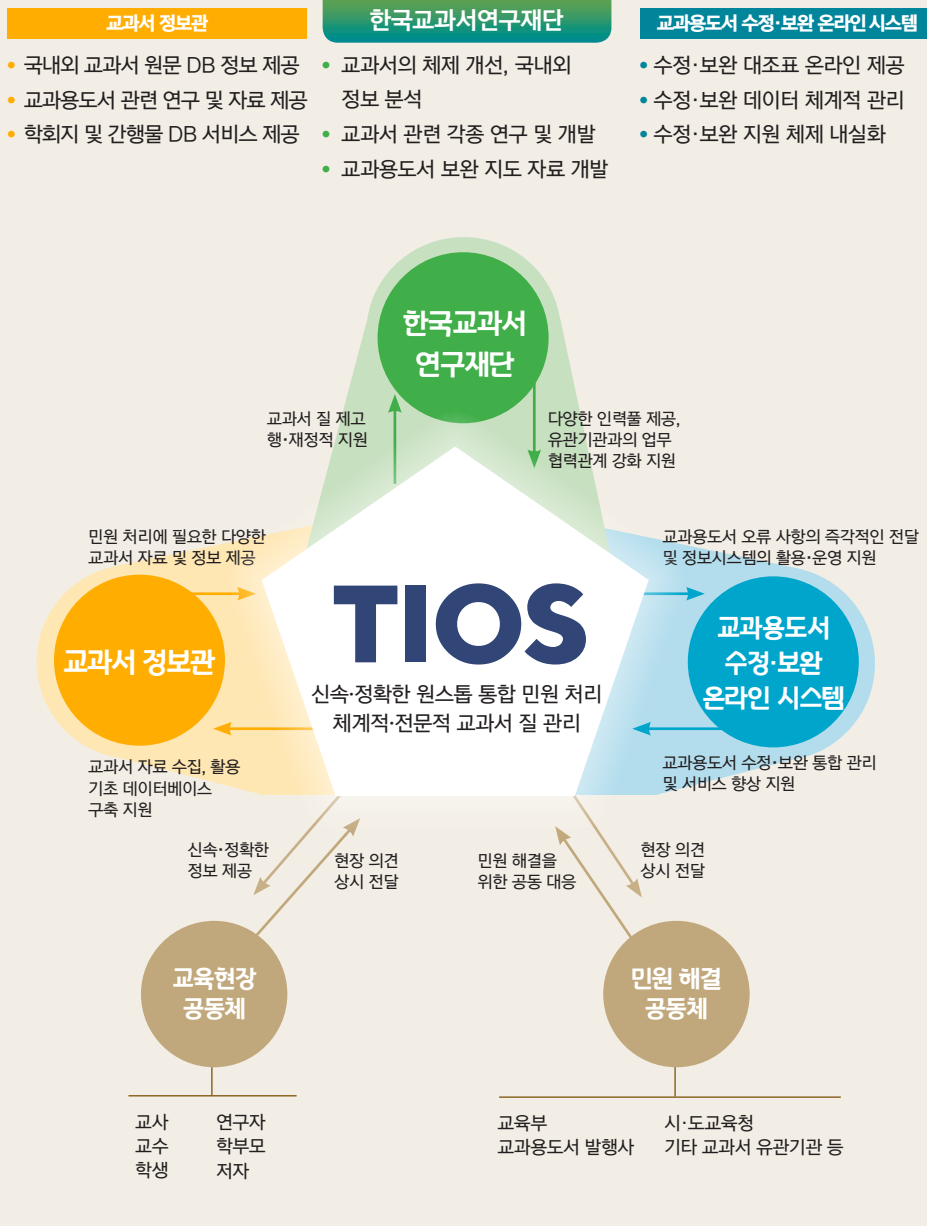 교과서 정보관
• 국내외 교과서 원문 DB 정보 제공
• 교과용도서 관련 연구 및 자료 제공
• 학회지 및 간행물 DB 서비스 제공
한국교과서연구재단
• 교과서의 체제 개선, 국내외
정보 분석
• 교과서 관련 각종 연구 및 개발
• 교과용도서 보완 지도 자료 개발
교과용도서 수정·보완 온라인 시스템
• 수정·보완 대조표 온라인 제공
• 수정·보완 데이터 체계적 관리
• 수정·보완 지원 체제 내실화
한국교과서
연구재단
교과서 질 제고
행·재정적 지원
다양한 인력풀 제공,
유관기관과의 업무
협력관계 강화 지원
민원 처리에 필요한 다양한
교과서 자료 및 정보 제공
교과용도서 오류 사항의 즉각적인 전달
및 정보시스템의 활용·운영 지원
교과서 정보관
TIOS
신속·정확한 원스톱 통합 민원 처리
체계적·전문적 교과서 질 관리
교과용도서
수정·보완
온라인 시스템
교과서 자료 수집, 활용
기초 데이터베이스
구축 지원
교과용도서 수정·보완 통합 관리
및 서비스 향상 지원
신속·정확한
정보 제공
현장 의견
상시 전달
민원 해결을
위한 공동 대응
현장 의견
상시 전달
교육현장
공동체
민원 해결
공동체
교사 연구자
교수 학부모
학생 저자
교육부 시·도교육청
교과용도서 발행사 기타 교과서 유관기관 등